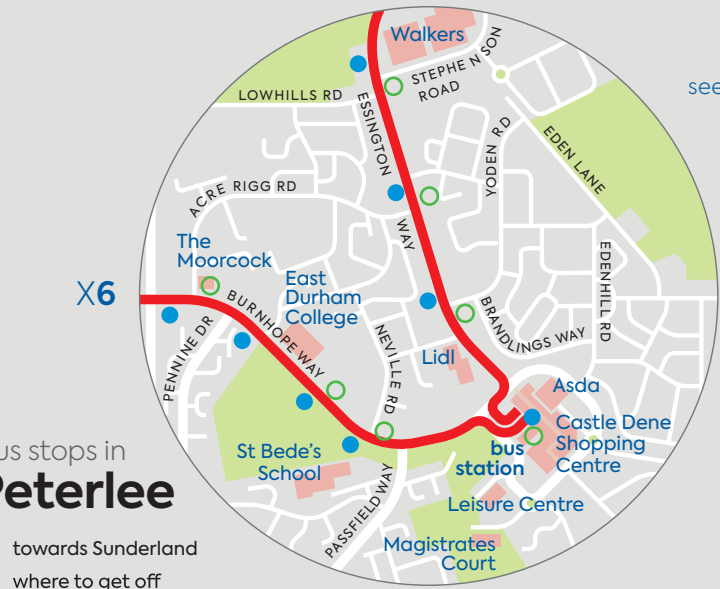 Walkers
STEPHENSON
ROAD
see
LOWHILLS RD
ESSINGTON
WAY
YODEN RD
EDEN LANE
ACRE RIGG RD
The
Moorcock
East
Durham
College
EDENHILL RD
X6
BURNHOPE WAY
PENNINE DR
NEVILLE RD
BRANDLINGS WAY
Lidl
Asda
Castle Dene
Shopping
Centre
bus
station
us stops in
Peterlee
St Bede's
School
PASSFIELD WAY
Leisure Centre
Magistrates
Court
towards Sunderland
where to get off